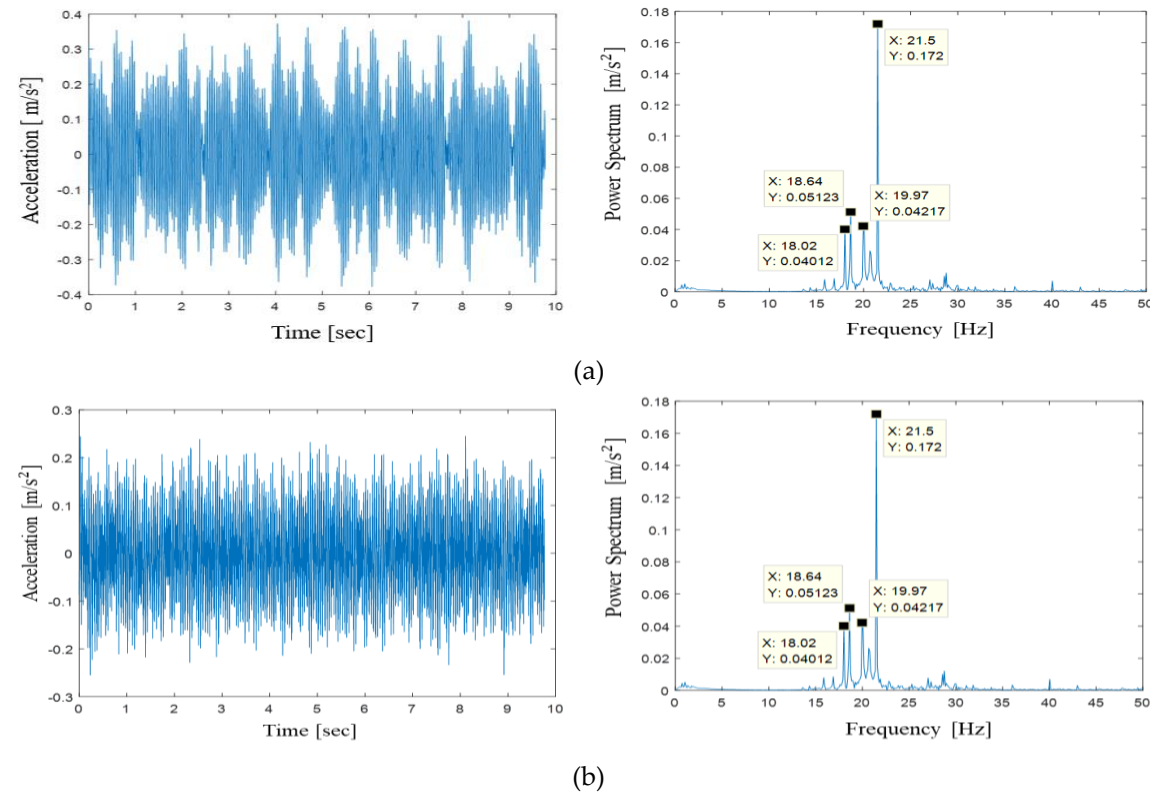 0.4
0.3
0.2
0.1
0
-0.1
-0.2
-0.3
-0.4
Acceleration [ m/s²]
0 1 2 3 4 5 6 7 8 9 10
Time [sec]
0.18
0.16
0.14
0.12
0.1
0.08
0.06
0.04
0.02
0
Power Spectrum [m/s²]
X: 21.5
Y: 0.172
X: 18.64
Y: 0.05123
X: 19.97
Y: 0.04217
X: 18.02
Y: 0.04012
0 5 10 15 20 25 30 35 40 45 50
Frequency [Hz]
(a)
0.3
0.2
0.1
0
-0.1
-0.2
-0.3
Acceleration [m/s²]
0 1 2 3 4 5 6 7 8 9 10
Time [sec]
0.18
0.16
0.14
0.12
0.1
0.08
0.06
0.04
0.02
0
Power Spectrum [m/s²]
X: 21.5
Y: 0.172
X: 18.64
Y: 0.05123
X: 19.97
Y: 0.04217
X: 18.02
Y: 0.04012
0 5 10 15 20 25 30 35 40 45 50
Frequency [Hz]
(b)